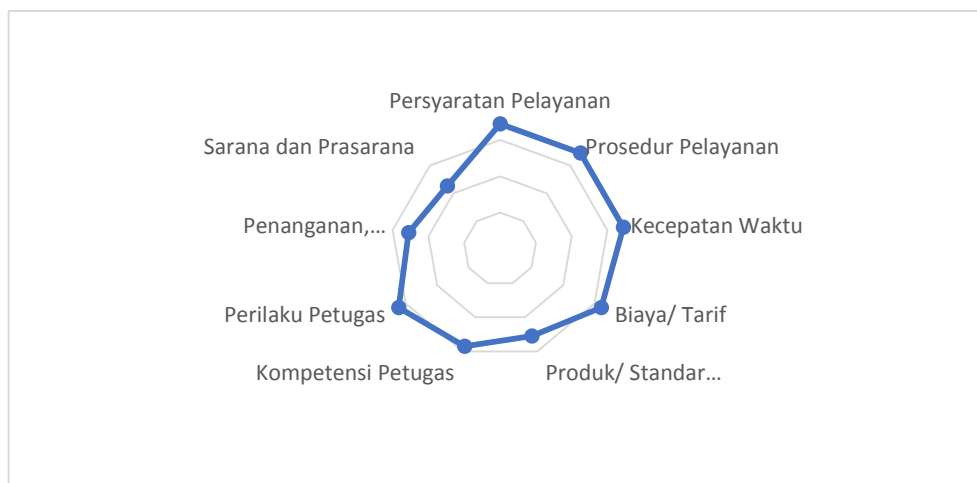 Persyaratan Pelayanan
Prosedur Pelayanan
Kecepatan Waktu
Biaya/ Tarif
Produk/ Standar...
Kompetensi Petugas
Perilaku Petugas
Penanganan,...
Sarana dan Prasarana